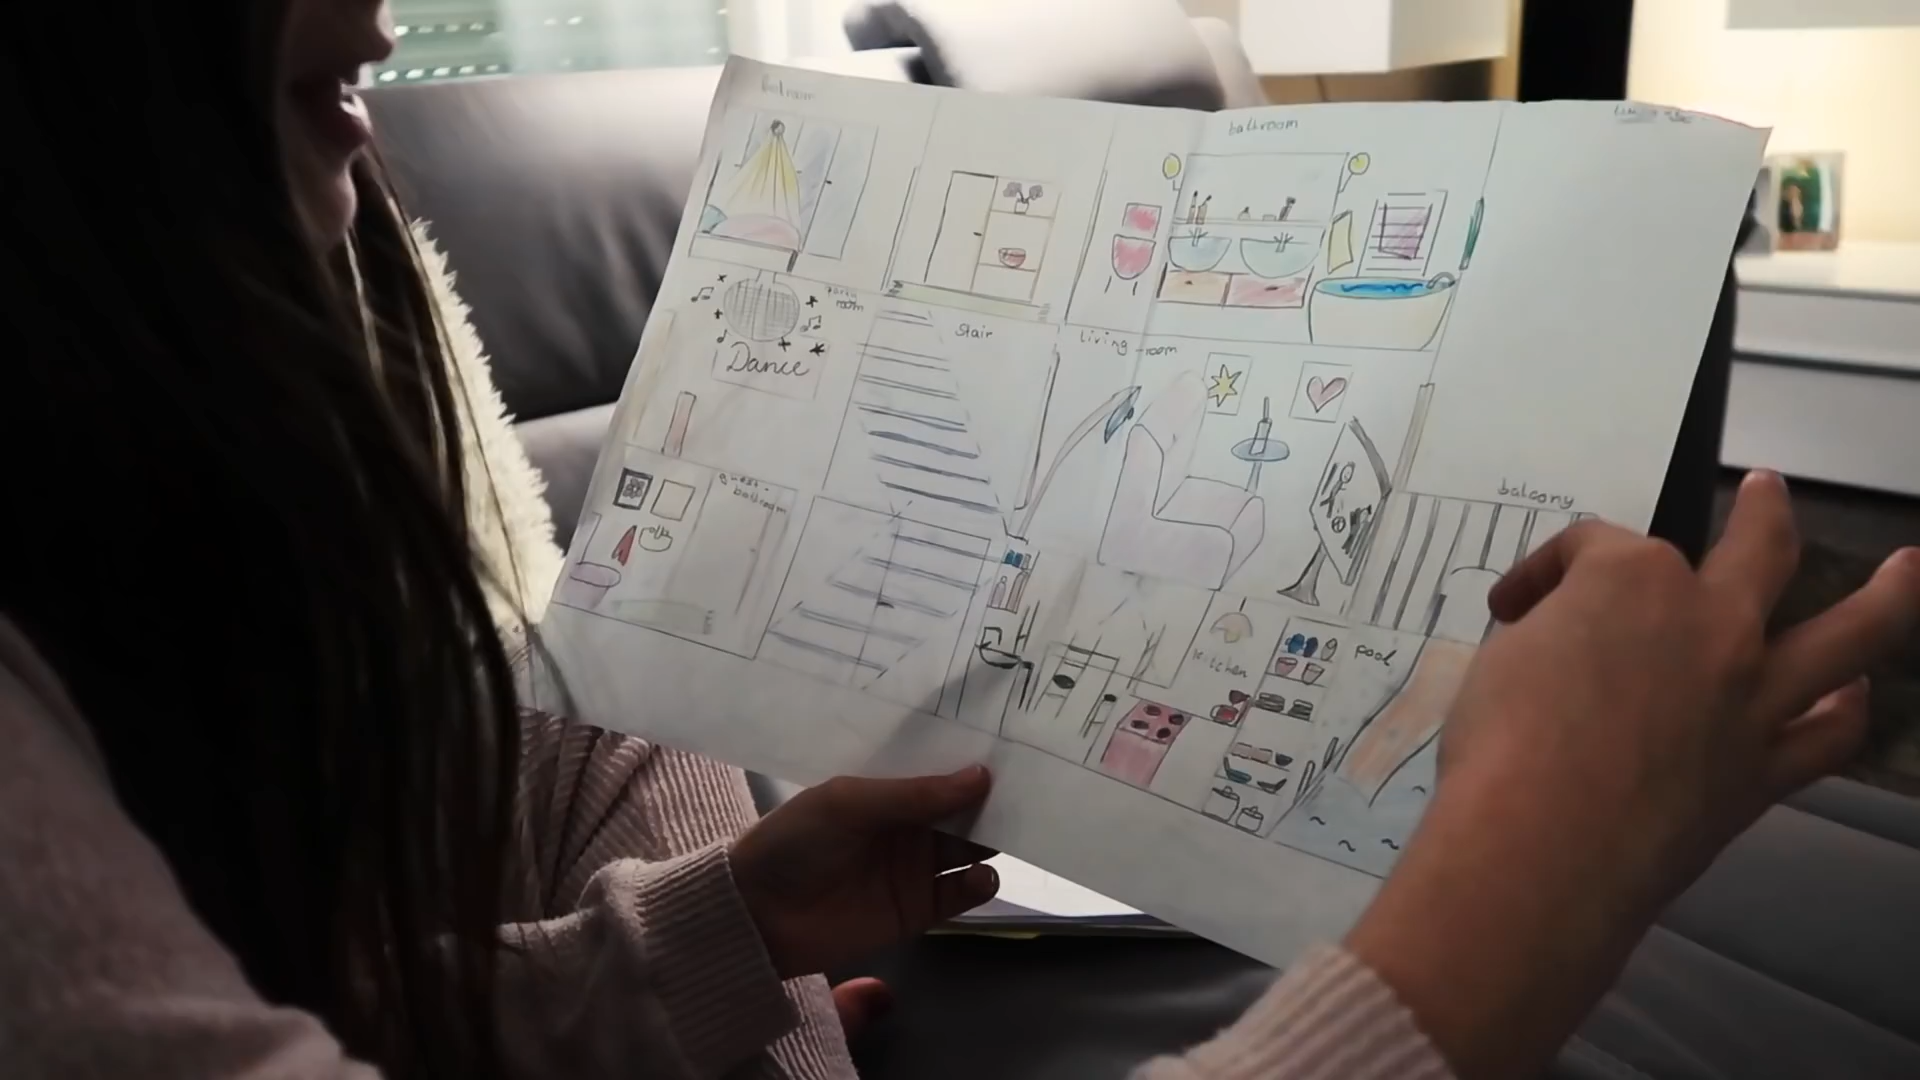 bathroom
party
room
Stair
living-room
Dance
guest-
bathroom
balcony
kitchen
pool